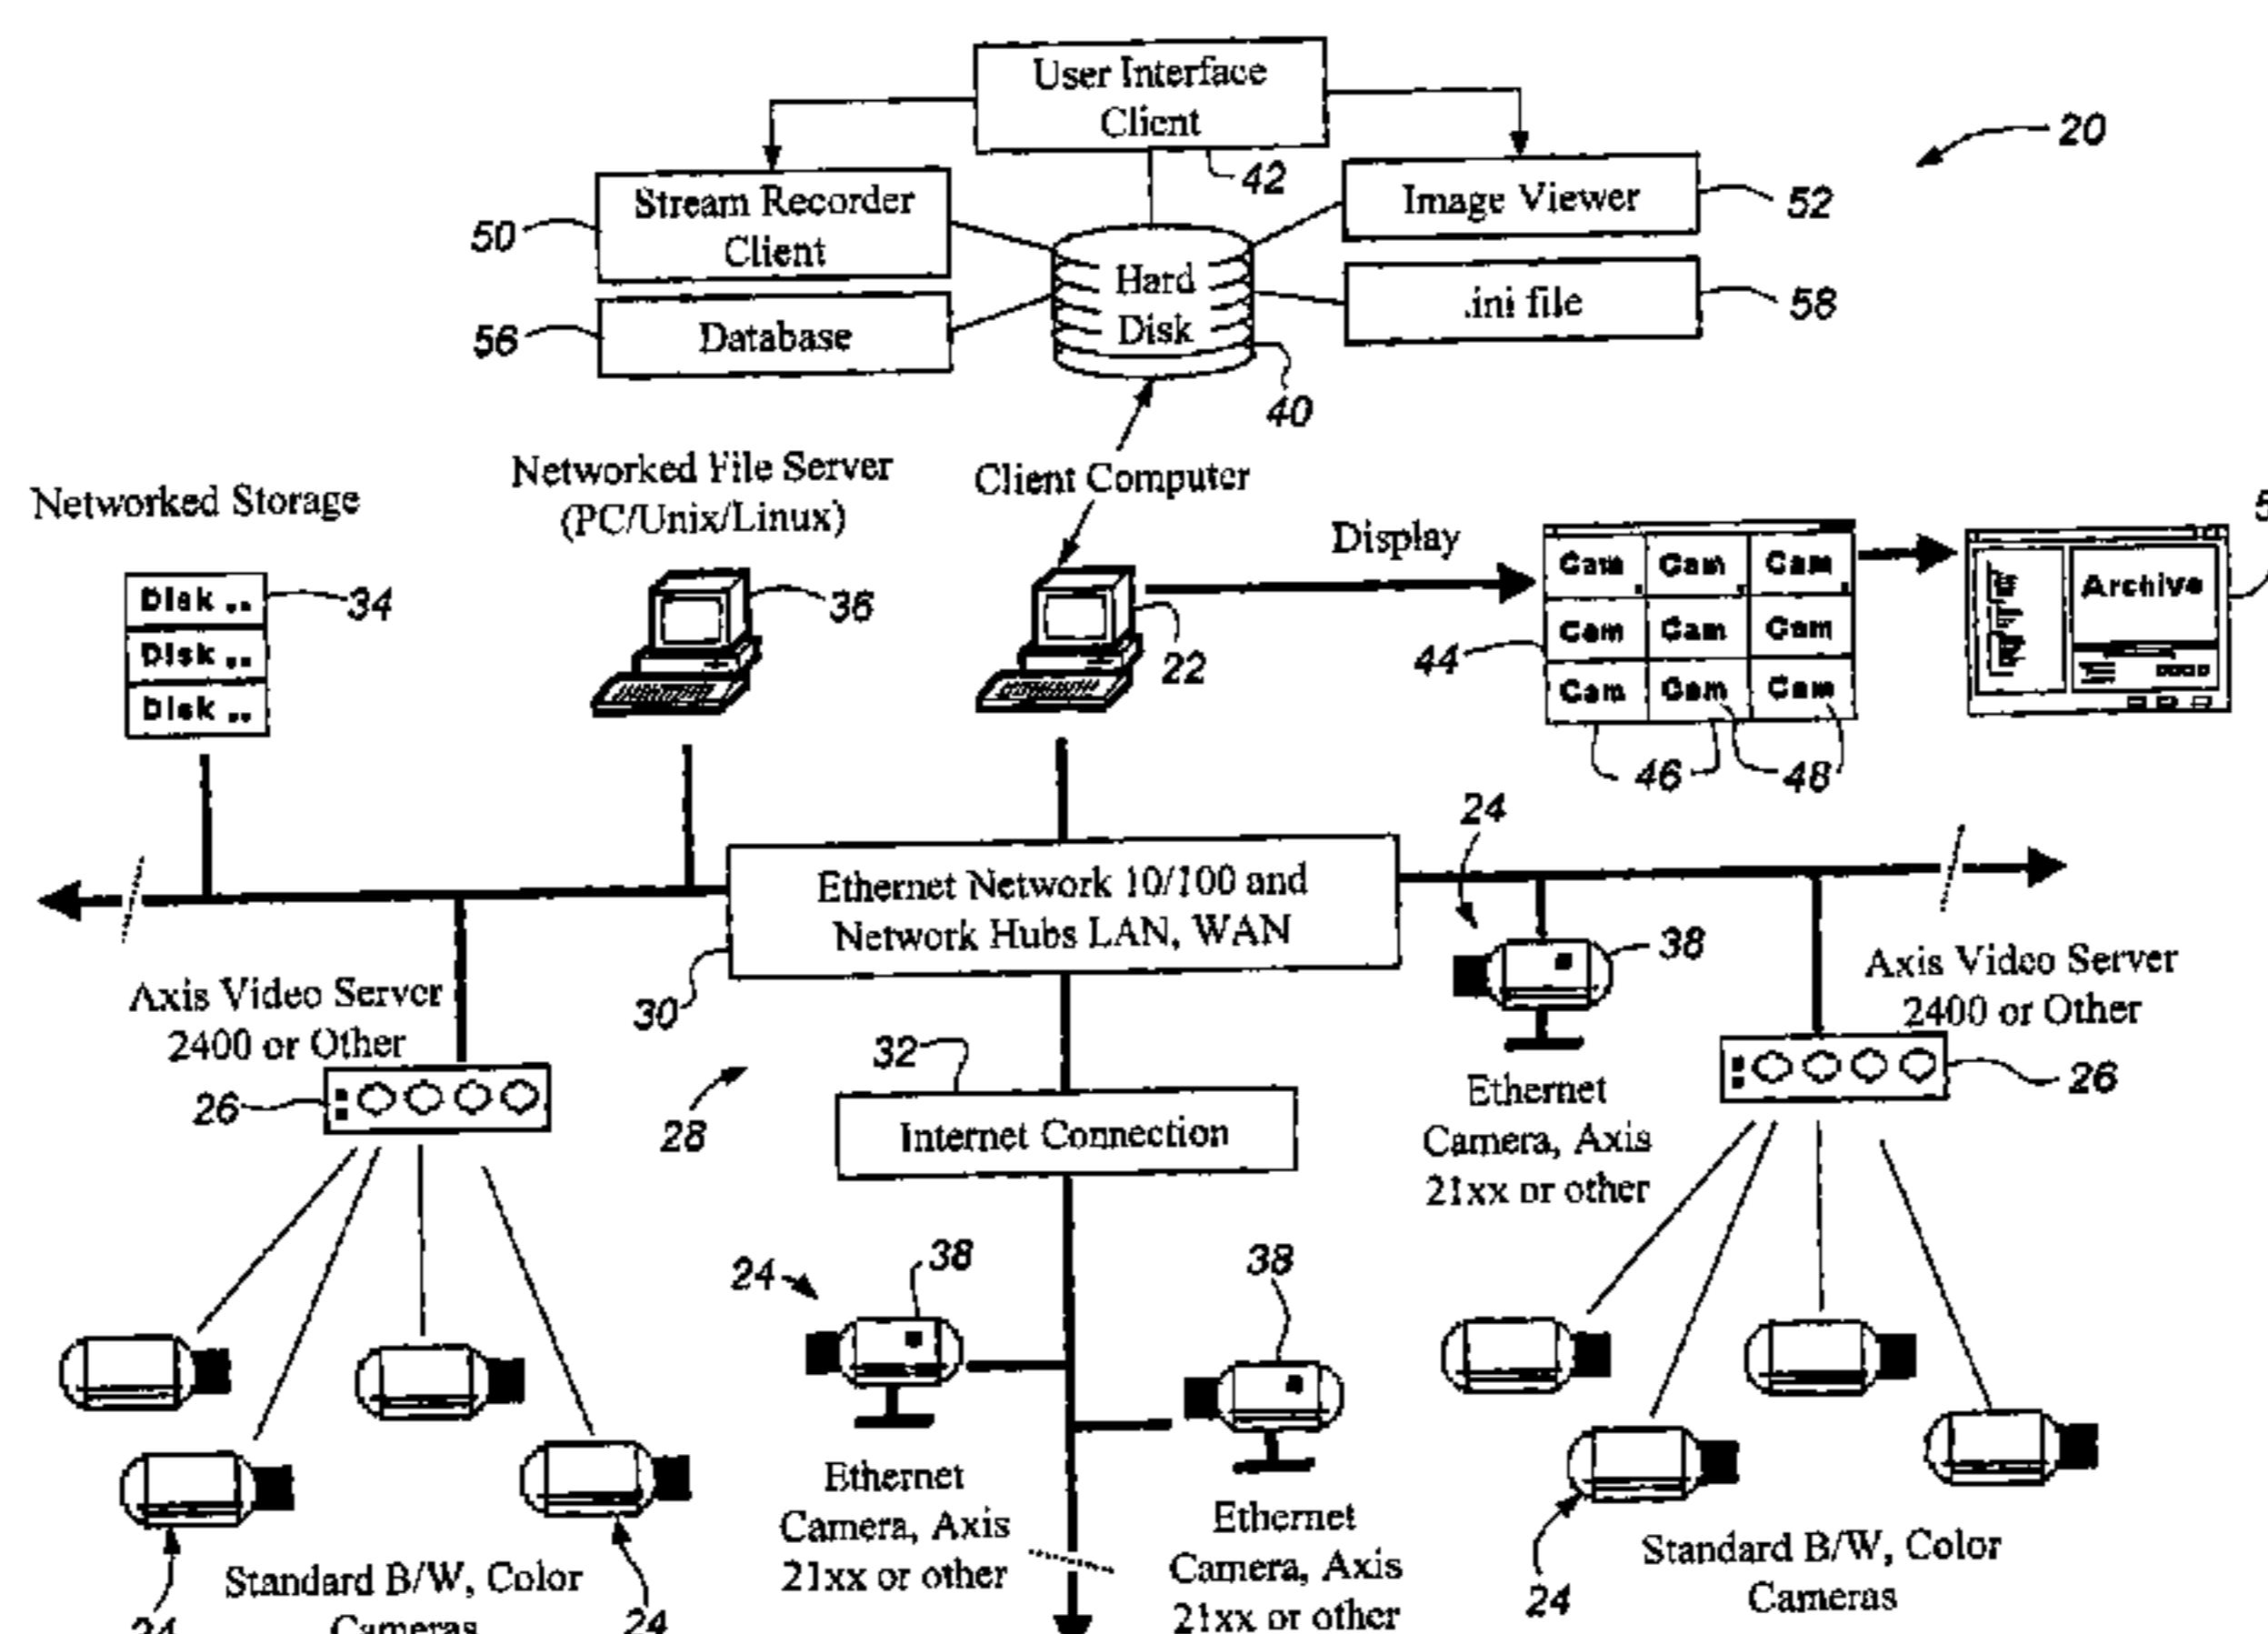 User Interface
Client
20
42
Stream Recorder
Client
50
Image Viewer
52
Hard
Disk
.ini file
58
Database
56
40
Networked File Server
(PC/Unix/Linux)
Client Computer
Networked Storage
Display
Disk ..
Disk ..
Disk ..
34
36
22
Cam Cam Cam
Cam Cam Cam
Cam Cam Cam
44
46
48
Archive
24
Ethernet Network 10/100 and
Network Hubs LAN, WAN
30
38
Axis Video Server
2400 or Other
26
Axis Video Server
2400 or Other
26
32
28
Internet Connection
Ethernet
Camera, Axis
21xx or other
24
38
38
Ethernet
Camera, Axis
21xx or other
Ethernet
Camera, Axis
21xx or other
Standard B/W, Color
Cameras
24
24
Standard B/W, Color
Cameras
24